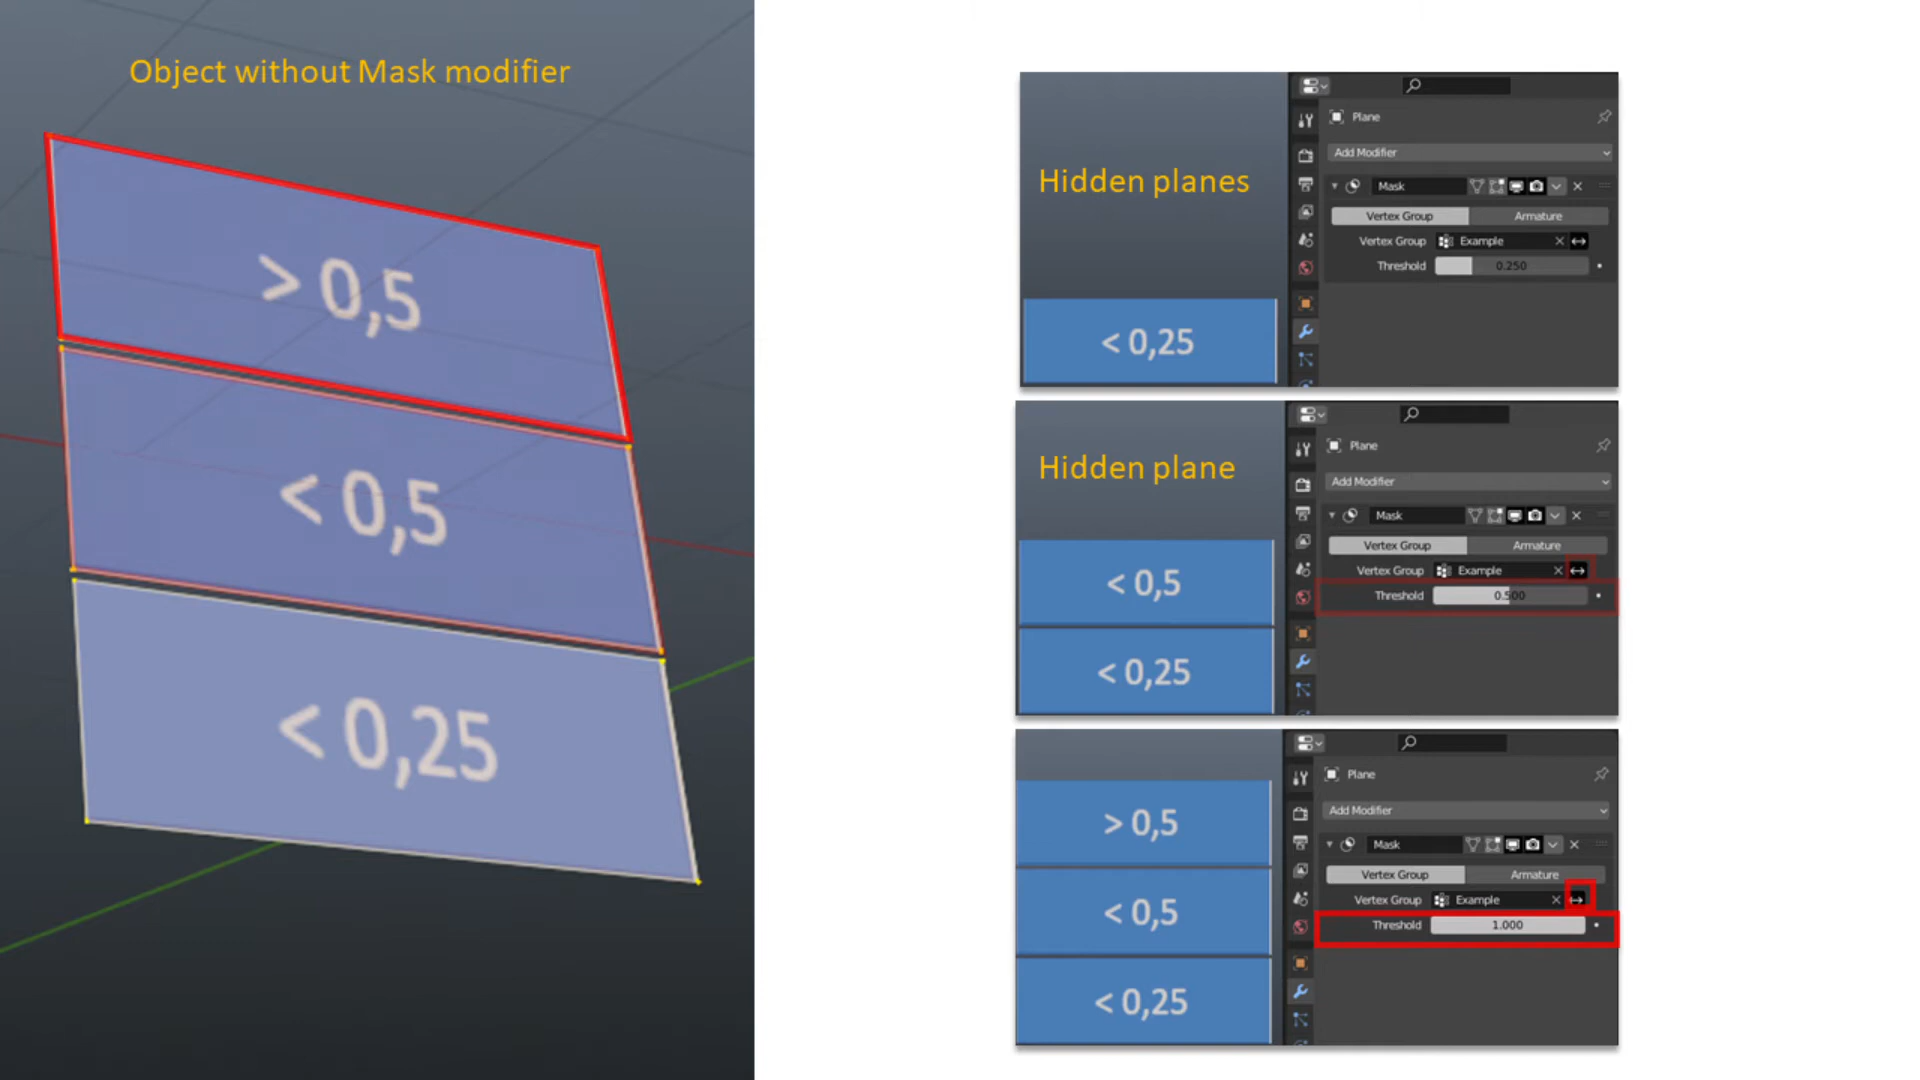 Object without Mask modifier
> 0,5
< 0,5
< 0,25
Hidden planes
< 0,25
Plane
Add Modifier
Mask
Vertex Group Armature
Vertex Group Example
Threshold 0.250
Hidden plane
< 0,5
< 0,25
Plane
Add Modifier
Mask
Vertex Group Armature
Vertex Group Example
Threshold 0.500
> 0,5
< 0,5
< 0,25
Plane
Add Modifier
Mask
Vertex Group Armature
Vertex Group Example
Threshold 1.000